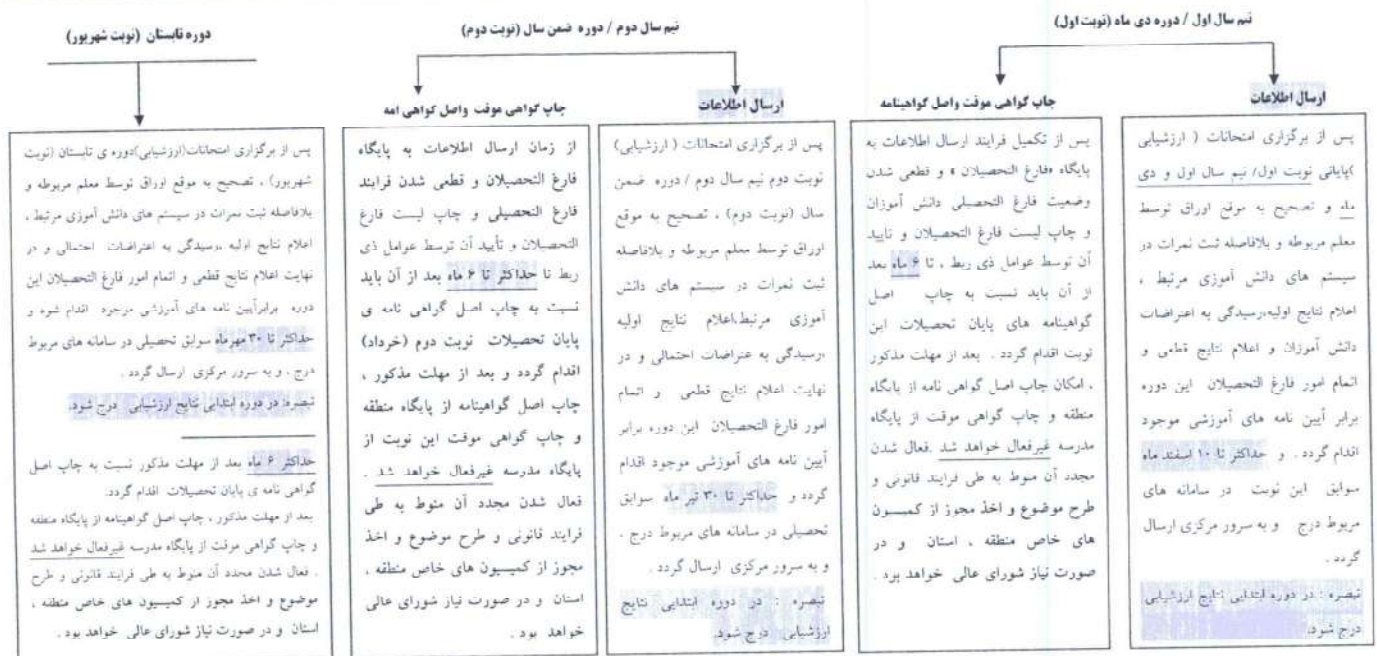 نیم سال اول / دوره دی ماه (نوبت اول)
ارسال اطلاعات
پس از برگزاری امتحانات ( ارزشیابی
)پایانی نوبت اول/ نیم سال اول و دی
ماه و تصحیح به موقع اوراق توسط
معلم مربوطه و بلافاصله ثبت نمرات در
سیستم های دانش آموزی مرتبط ،
اعلام نتایج اولیه،رسیدگی به اعتراضات
دانش آموزان و اعلام نتایج قطعی و
اتمام امور فارغ التحصیلان این دوره
برابر آیین نامه های آموزشی موجود
اقدام گردد . و حداکثر تا ۱۰ اسفند ماه
سوابق این نوبت در سامانه های
مربوط درج و به سرور مرکزی ارسال
گردد .
تبصره : در دوره ابتدایی نتایج ارزشیابی
درج شود.
چاپ گواهی موقت واصل گواهینامه
پس از تکمیل فرایند ارسال اطلاعات به
پایگاه «فارغ التحصیلان » و قطعی شدن
وضعیت فارغ التحصیلی دانش آموزان
و چاپ لیست فارغ التحصیلان و تایید
آن توسط عوامل ذی ربط ، تا ۶ ماه بعد
از آن باید نسبت به چاپ اصل
گواهینامه های پایان تحصیلات این
نوبت اقدام گردد . بعد از مهلت مذکور
، امکان چاپ اصل گواهی نامه از پایگاه
منطقه و چاپ گواهی موقت از پایگاه
مدرسه غیرفعال خواهد شد .فعال شدن
مجدد آن منوط به طی فرایند قانونی و
طرح موضوع و اخذ مجوز از کمیسیون
های خاص منطقه ، استان و در
صورت نیاز شورای عالی خواهد بود .
نیم سال دوم / دوره ضمن سال (نوبت دوم)
ارسال اطلاعات
پس از برگزاری امتحانات ( ارزشیابی)
نوبت دوم نیم سال دوم / دوره ضمن
سال (نوبت دوم) ، تصحیح به موقع
اوراق توسط معلم مربوطه و بلافاصله
ثبت نمرات در سیستم های دانش
آموزی مرتبط،اعلام نتایج اولیه
،رسیدگی به عتراضات احتمالی و در
نهایت اعلام نتایج قطعی و اتمام
امور فارغ التحصیلان این دوره برابر
آیین نامه های آموزشی موجود اقدام
گردد و حداکثر تا ۳۰ تیر ماه سوابق
تحصیلی در سامانه های مربوط درج .
و به سرور مرکزی ارسال گردد .
تبصره : در دوره ابتدایی نتایج
ارزشیابی درج شود.
چاپ گواهی موقت واصل کواهی امه
از زمان ارسال اطلاعات به پایگاه
فارغ التحصیلان و قطعی شدن فرایند
فارغ التحصیلی و چاپ لیست فارغ
التحصیلان و تأیید آن توسط عوامل ذی
ربط تا حداکثر تا ۶ ماه بعد از آن باید
نسبت به چاپ اصل گراهی نامه ی
پایان تحصیلات نوبت دوم (خرداد)
اقدام گردد و بعد از مهلت مذکور ،
چاپ اصل گواهینامه از پایگاه منطقه
و چاپ گواهی موقت این نوبت از
پایگاه مدرسه غیرفعال خواهد شد .
فعال شدن مجدد آن منوط به طی
فرایند قانونی و طرح موضوع و اخذ
مجوز از کمیسیون های خاص منطقه ،
استان و در صورت نیاز شورای عالی
خواهد بود .
دوره تابستان (نوبت شهریور)
پس از برگزاری امتحانات(ارزشیابی)دوره ی تابستان (نوبت
شهریور) ، تصحیح به موقع اوراق توسط معلم مربوطه و
بلافاصله ثبت نمرات در سیستم های دانش آموزی مرتبط ،
اعلام نتایج اولیه ،رسیدگی به اعتراضات احتمالی و در
نهایت اعلام نتایج قطعی و اتمام امور فارغ التحصیلان این
دوره برابرآیین نامه های آموزشی موجود اقدام شوه و
حداکثر تا ۳۰ مهرماه سوابق تحصیلی در سامانه های مربوط
درج . و به سرور مرکزی ارسال گردد .
تبصره: در دوره ابتدایی نتایج ارزشیابی درج شود.
حداکثر ۶ ماه بعد از مهلت مذکور نسبت به چاپ اصل
گواهی نامه ی پایان تحصیلات اقدام گردد.
بعد از مهلت مذکور ، چاپ اصل گواهینامه از پایگاه منطقه
و چاپ گواهی موقت از پایگاه مدرسه غیرفعال خواهد شد
. فعال شدن مجدد آن منوط به طی فرایند قانونی و طرح
موضوع و اخذ مجوز از کمیسیون های خاص منطقه ،
استان و در صورت نیاز شورای عالی خواهد بود .